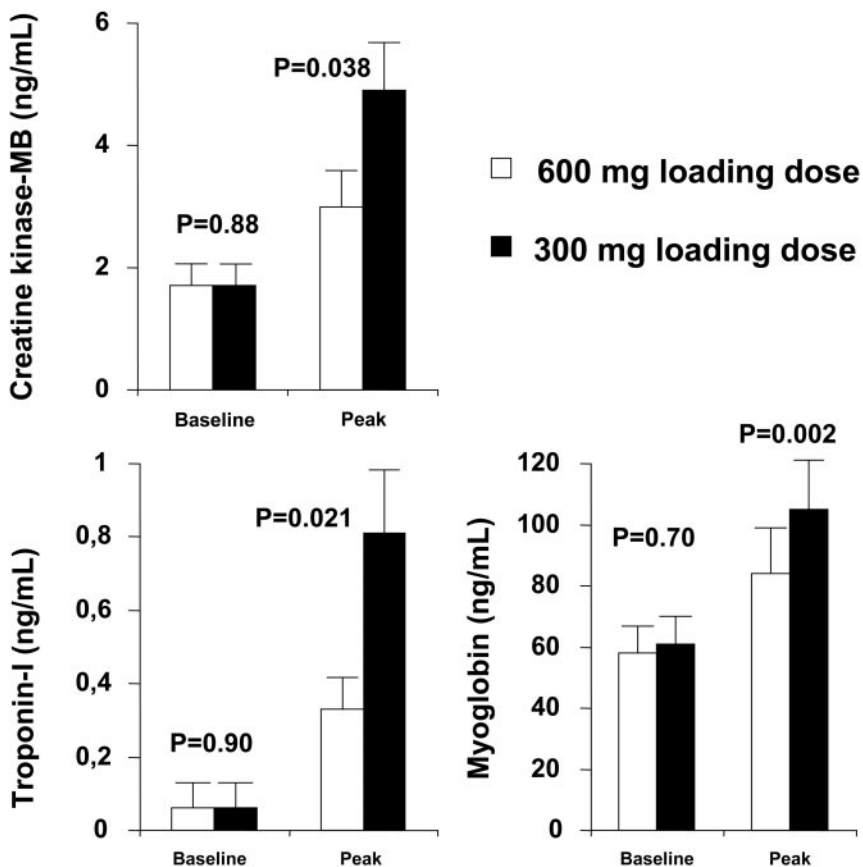 Creatine kinase-MB (ng/mL)
6
4
2
0
P=0.88
P=0.038
Baseline
Peak
600 mg loading dose
300 mg loading dose
Troponin-I (ng/mL)
1
0,8
0,6
0,4
0,2
0
P=0.90
P=0.021
Baseline
Peak
Myoglobin (ng/mL)
120
100
80
60
40
20
0
P=0.70
P=0.002
Baseline
Peak